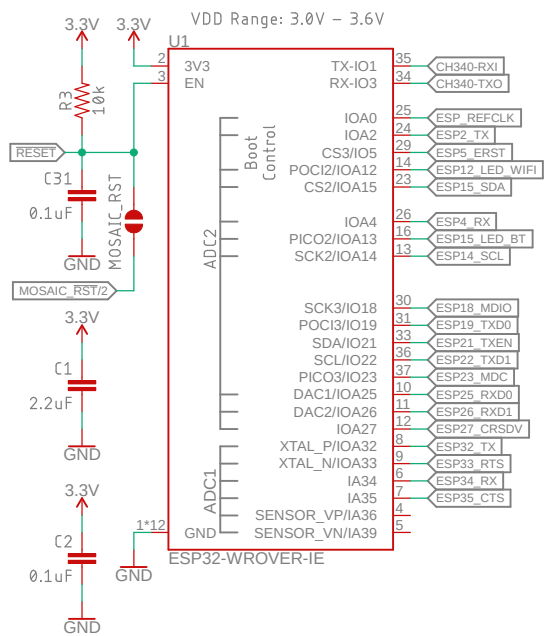 VDD Range: 3.0V – 3.6V
3.3V
3.3V
U1
2
3V3
3
EN
R3
10k
RESET
C31
0.1uF
GND
MOSAIC_RST
MOSAIC_RST/2
3.3V
C1
2.2uF
GND
3.3V
C2
0.1uF
GND
1*12
GND
GND
Boot
Control
ADC2
ADC1
TX-IO1 35 CH340-RXI
RX-IO3 34 CH340-TXO
IOA0 25 ESP_REFCLK
IOA2 24 ESP2_TX
CS3/IO5 29 ESP5_ERST
POCI2/IOA12 14 ESP12_LED_WIFI
CS2/IOA15 23 ESP15_SDA
IOA4 26 ESP4_RX
PICO2/IOA13 16 ESP15_LED_BT
SCK2/IOA14 13 ESP14_SCL
SCK3/IO18 30 ESP18_MDIO
POCI3/IO19 31 ESP19_TXD0
SDA/IO21 33 ESP21_TXEN
SCL/IO22 36 ESP22_TXD1
PICO3/IO23 37 ESP23_MDC
DAC1/IOA25 10 ESP25_RXD0
DAC2/IOA26 11 ESP26_RXD1
IOA27 12 ESP27_CRSDV
XTAL_P/IOA32 8 ESP32_TX
XTAL_N/IOA33 9 ESP33_RTS
IA34 6 ESP34_RX
IA35 7 ESP35_CTS
SENSOR_VP/IA36 4
SENSOR_VN/IA39 5
ESP32-WROVER-IE